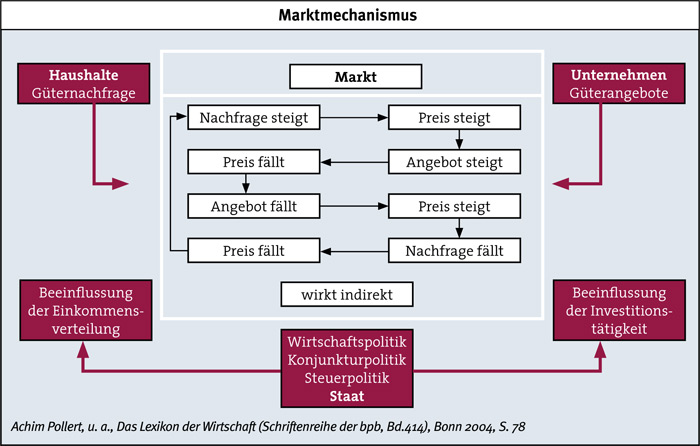 Marktmechanismus
Haushalte
Güternachfrage
Markt
Unternehmen
Güterangebote
Nachfrage steigt
Preis steigt
Preis fällt
Angebot steigt
Angebot fällt
Preis steigt
Preis fällt
Nachfrage fällt
wirkt indirekt
Beeinflussung
der Einkommens-
verteilung
Beeinflussung
der Investitions-
tätigkeit
Wirtschaftspolitik
Konjunkturpolitik
Steuerpolitik
Staat
Achim Pollert, u. a., Das Lexikon der Wirtschaft (Schriftenreihe der bpb, Bd.414), Bonn 2004, S. 78